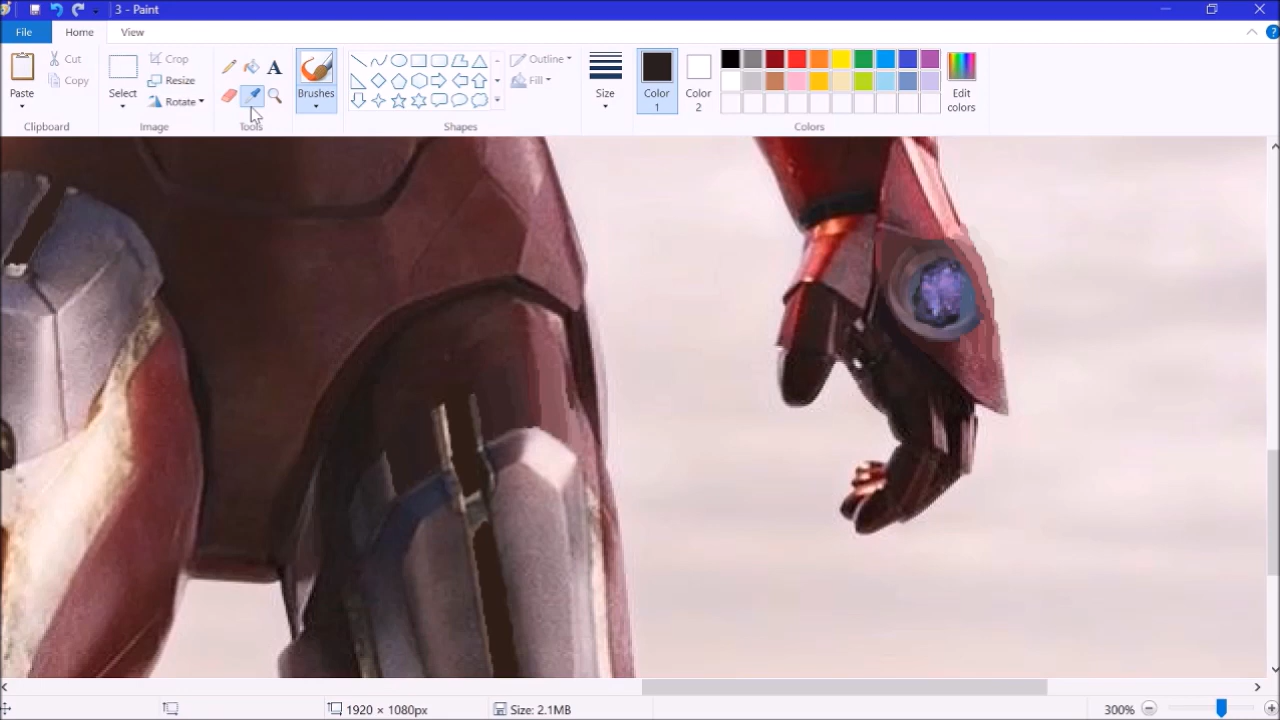 3 - Paint
File Home View
Paste
Cut
Copy
Clipboard
Select
Crop
Resize
Rotate
Image
A
Tools
Brushes
Outline
Fill
Shapes
Size
Color 1
Color 2
Edit colors
Colors
1920 × 1080px
Size: 2.1MB
300%